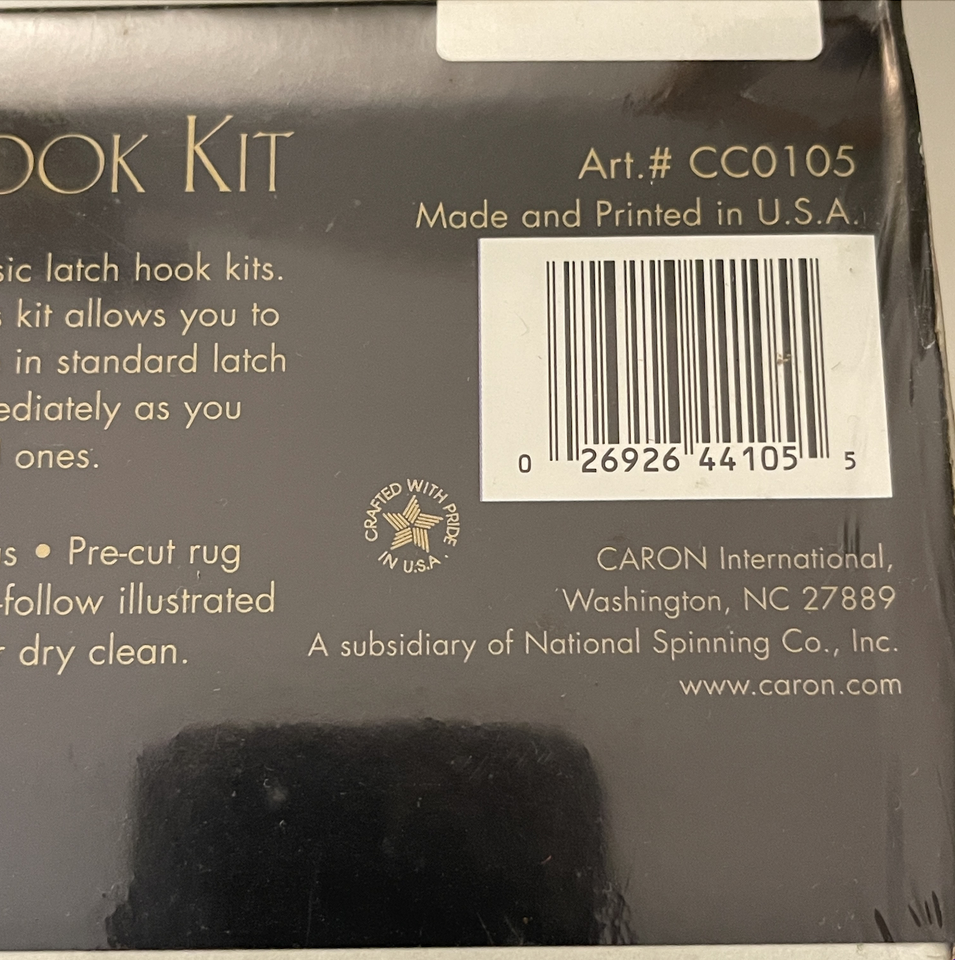 OOK KIT
Art.# CC0105
Made and Printed in U.S.A.
sic latch hook kits.
s kit allows you to
in standard latch
ediately as you
ones.
0 26926 44105 5
CRAFTED WITH PRIDE
IN U.S.A.
s • Pre-cut rug
-follow illustrated
r dry clean.
CARON International,
Washington, NC 27889
A subsidiary of National Spinning Co., Inc.
www.caron.com